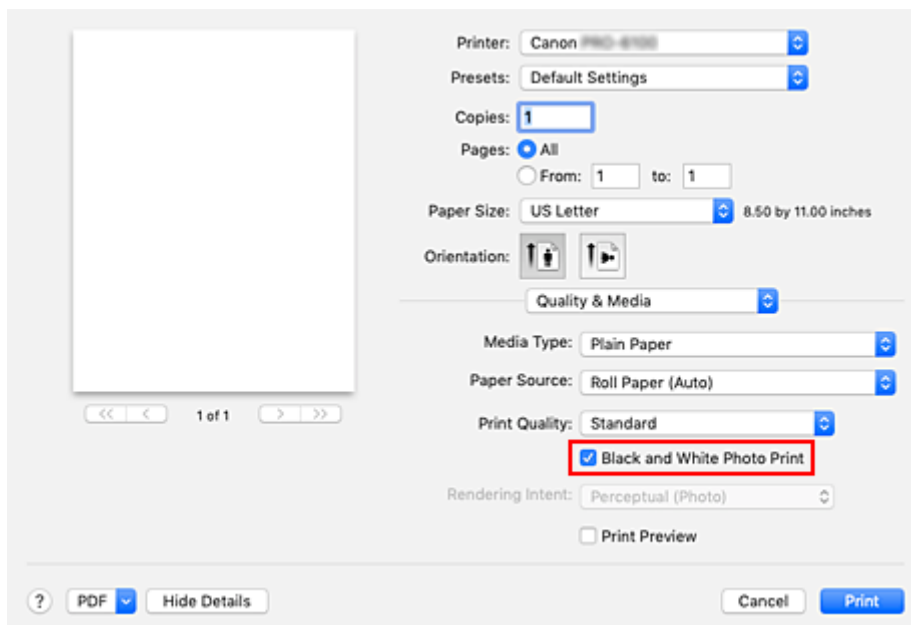 Printer: Canon
Presets: Default Settings
Copies: 1
Pages: All
From: 1 to: 1
Paper Size: US Letter 8.50 by 11.00 inches
Orientation:
Quality & Media
Media Type: Plain Paper
Paper Source: Roll Paper (Auto)
<< < 1 of 1 > >>
Print Quality: Standard
Black and White Photo Print
Rendering Intent: Perceptual (Photo)
Print Preview
? PDF Hide Details Cancel Print